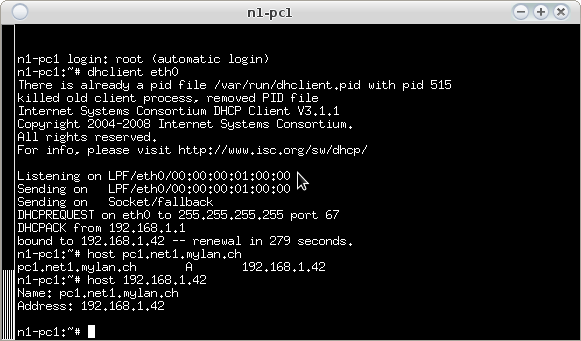 n1-pc1
n1-pc1 login: root (automatic login)
n1-pc1:~# dhclient eth0
There is already a pid file /var/run/dhclient.pid with pid 515
killed old client process, removed PID file
Internet Systems Consortium DHCP Client V3.1.1
Copyright 2004-2008 Internet Systems Consortium.
All rights reserved.
For info, please visit http://www.isc.org/sw/dhcp/
Listening on LPF/eth0/00:00:00:01:00:00
Sending on   LPF/eth0/00:00:00:01:00:00
Sending on   Socket/fallback
DHCPREQUEST on eth0 to 255.255.255.255 port 67
DHCPACK from 192.168.1.1
bound to 192.168.1.42 -- renewal in 279 seconds.
n1-pc1:~# host pc1.net1.mylan.ch
pc1.net1.mylan.ch       A       192.168.1.42
n1-pc1:~# host 192.168.1.42
Name: pc1.net1.mylan.ch
Address: 192.168.1.42
n1-pc1:~#